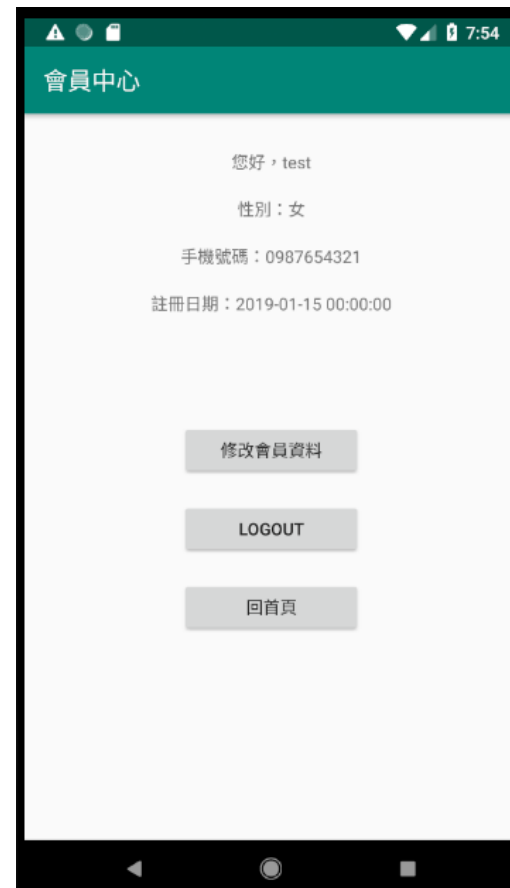 7:54
會員中心
您好，test
性別：女
手機號碼：0987654321
註冊日期：2019-01-15 00:00:00
修改會員資料
LOGOUT
回首頁